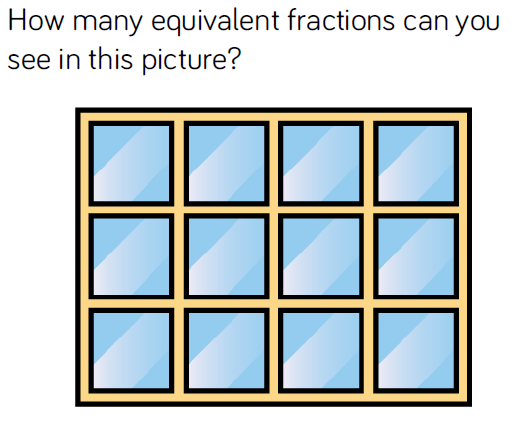 How many equivalent fractions can you
see in this picture?